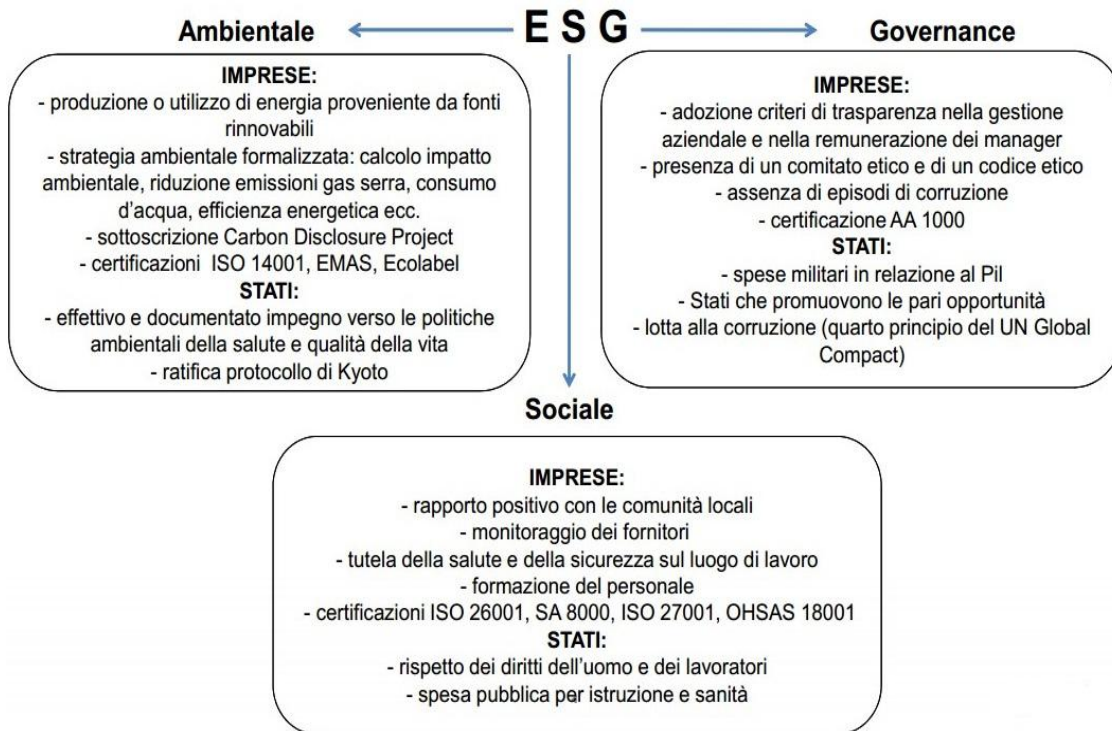 E S G
Ambientale
IMPRESE:
- produzione o utilizzo di energia proveniente da fonti
rinnovabili
- strategia ambientale formalizzata: calcolo impatto
ambientale, riduzione emissioni gas serra, consumo
d'acqua, efficienza energetica ecc.
- sottoscrizione Carbon Disclosure Project
- certificazioni ISO 14001, EMAS, Ecolabel
STATI:
- effettivo e documentato impegno verso le politiche
ambientali della salute e qualità della vita
- ratifica protocollo di Kyoto
Governance
IMPRESE:
- adozione criteri di trasparenza nella gestione
aziendale e nella remunerazione dei manager
- presenza di un comitato etico e di un codice etico
- assenza di episodi di corruzione
- certificazione AA 1000
STATI:
- spese militari in relazione al Pil
- Stati che promuovono le pari opportunità
- lotta alla corruzione (quarto principio del UN Global
Compact)
Sociale
IMPRESE:
- rapporto positivo con le comunità locali
- monitoraggio dei fornitori
- tutela della salute e della sicurezza sul luogo di lavoro
- formazione del personale
- certificazioni ISO 26001, SA 8000, ISO 27001, OHSAS 18001
STATI:
- rispetto dei diritti dell'uomo e dei lavoratori
- spesa pubblica per istruzione e sanità